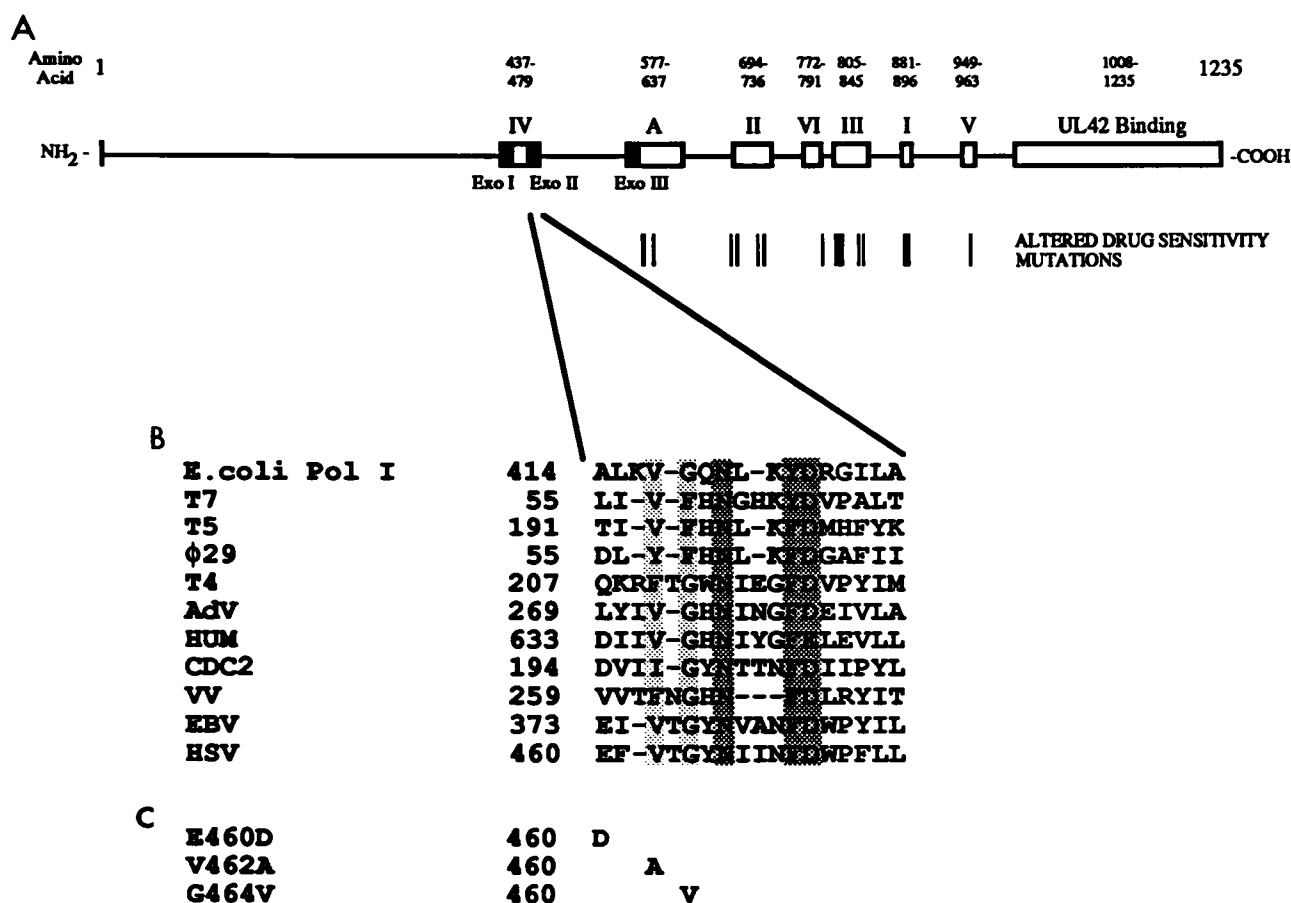 A
Amino Acid 1 437-479 577-637 694-736 772-791 805-845 881-896 949-963 1008-1235 1235
IV A II VI III I V UL42 Binding
NH2 - -COOH
Exo I Exo II Exo III
ALTERED DRUG SENSITIVITY
MUTATIONS
B
E.coli Pol I 414 ALKV-GQNL-KYDRGILA
T7 55 LI-V-FHNGHKYDVPALT
T5 191 TI-V-FHNL-KFDMHFYK
ϕ29 55 DL-Y-FHNL-KFDGAFII
T4 207 QKRFTGWNIEGFDVPYIM
AdV 269 LYIV-GHNINGFDEIVLA
HUM 633 DIIV-GHNIYGFELEVLL
CDC2 194 DVII-GYNTTNFDIIPYL
VV 259 VVTFNGHN---FDLRYIT
EBV 373 EI-VTGYNVANFDWPYIL
HSV 460 EF-VTGYNIINFDWPFLL
C
E460D 460 D
V462A 460 A
G464V 460 V